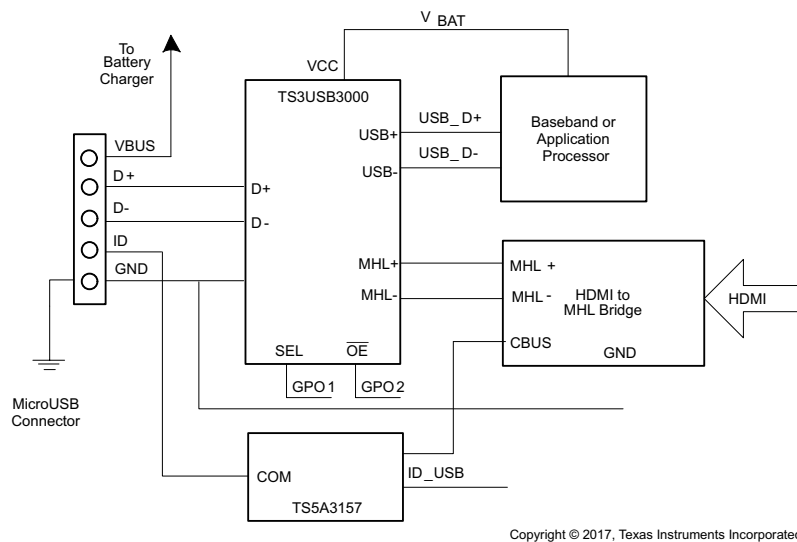 V BAT
To
Battery
Charger
VCC
TS3USB3000
USB_D+
USB+
USB_D-
USB-
Baseband or
Application
Processor
VBUS
D+
D-
ID
GND
D+
D-
MHL+
MHL-
MHL +
MHL -
HDMI to
MHL Bridge
CBUS
GND
HDMI
SEL
OE
GPO1
GPO2
MicroUSB
Connector
COM
ID_USB
TS5A3157
Copyright © 2017, Texas Instruments Incorporated